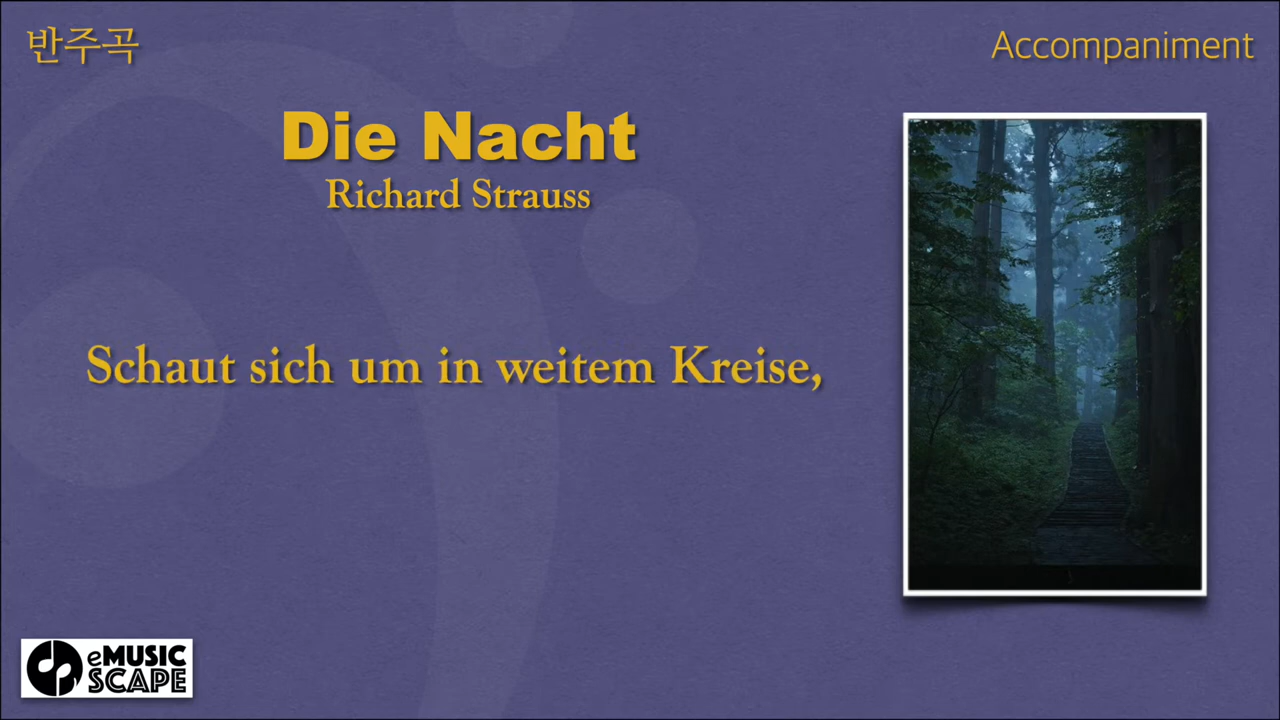 반주곡
Accompaniment
Die Nacht
Richard Strauss
Schaut sich um in weitem Kreise,
eMUSIC
SCAPE